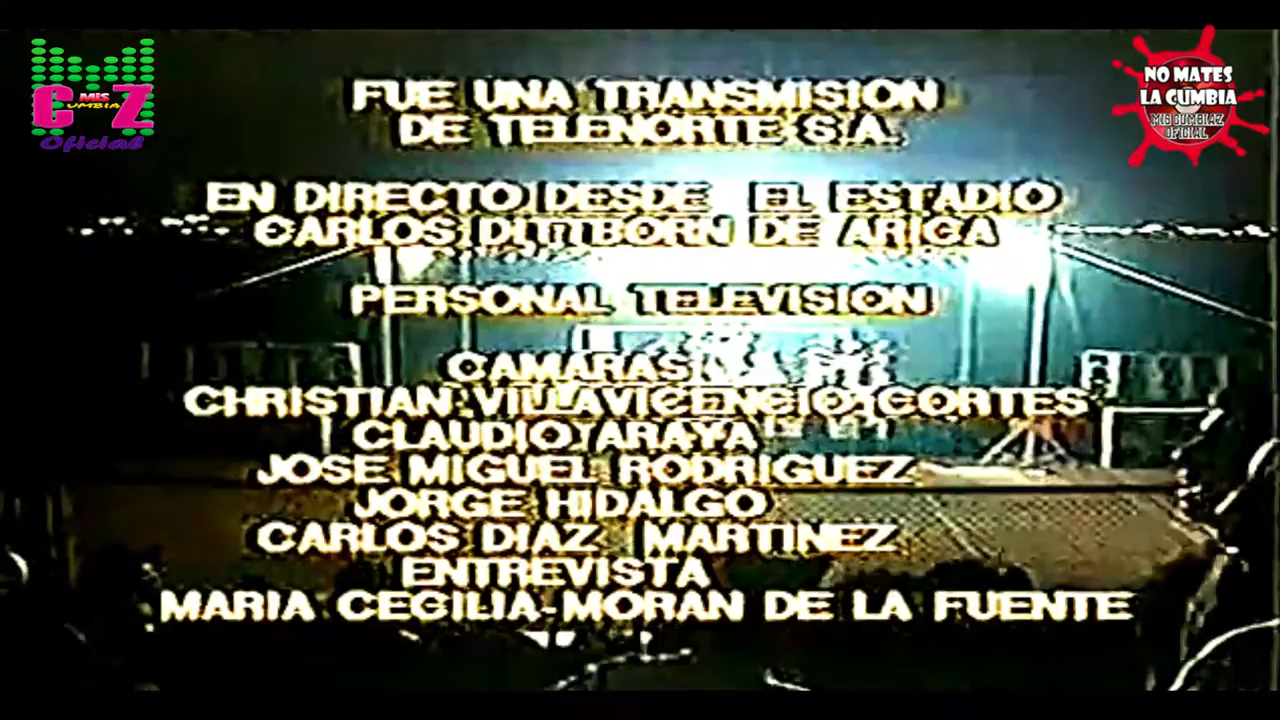 FUE UNA TRANSMISION
DE TELENORTE S.A.
EN DIRECTO DESDE EL ESTADIO
CARLOS DITTBORN DE ARICA
PERSONAL TELEVISION
CAMARAS
CHRISTIAN VILLAVICENCIO CORTES
CLAUDIO ARAYA
JOSE MIGUEL RODRIGUEZ
JORGE HIDALGO
CARLOS DIAZ MARTINEZ
ENTREVISTA
MARIA CECILIA MORAN DE LA FUENTE
MIS
CUMBIAZ
Oficial
NO MATES
LA CUMBIA
MIS CUMBIAZ
OFICIAL